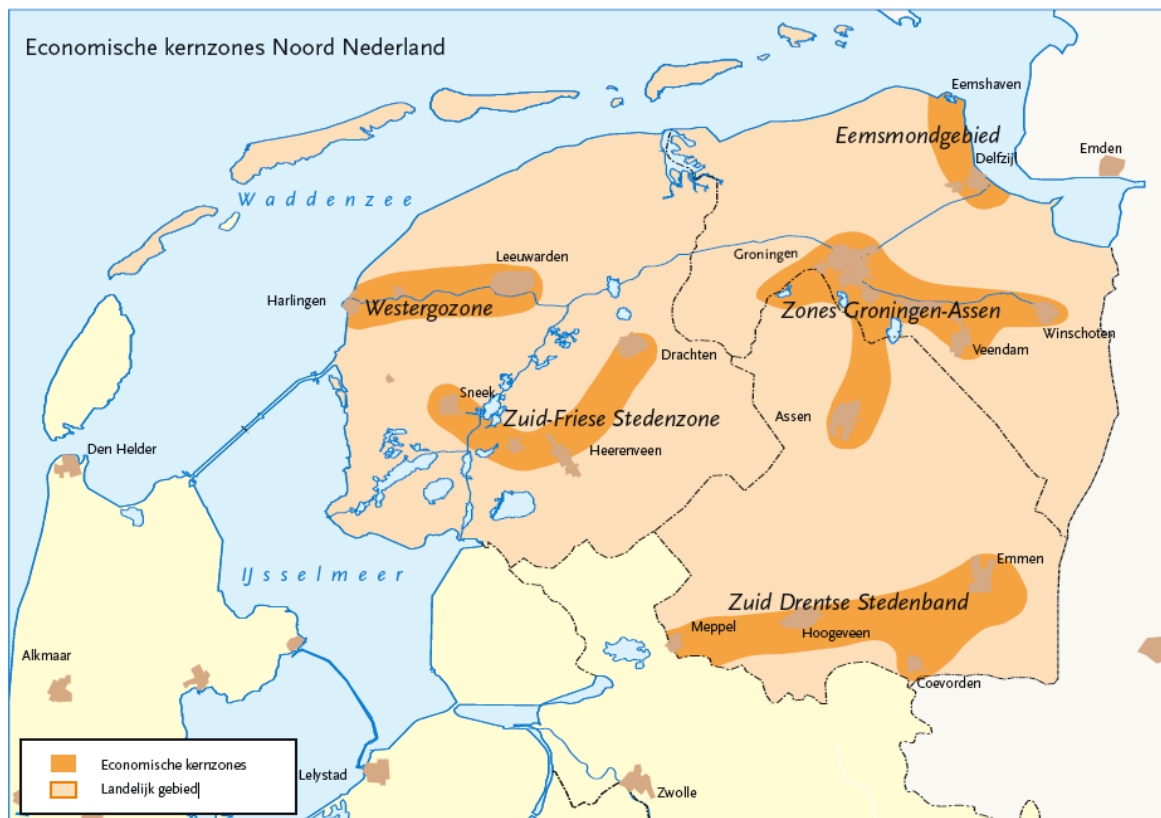 Economische kernzones Noord Nederland
Eemshaven
Eemsmondgebied
Delfzijl
Emden
Waddenzee
Leeuwarden
Groningen
Harlingen
Westergozone
Zones Groningen-Assen
Winschoten
Drachten
Veendam
Sneek
Zuid-Friese Stedenzone
Assen
Den Helder
Heerenveen
Emmen
IJsselmeer
Zuid Drentse Stedenband
Meppel
Hoogeveen
Alkmaar
Coevorden
Economische kernzones
Lelystad
Landelijk gebied
Zwolle